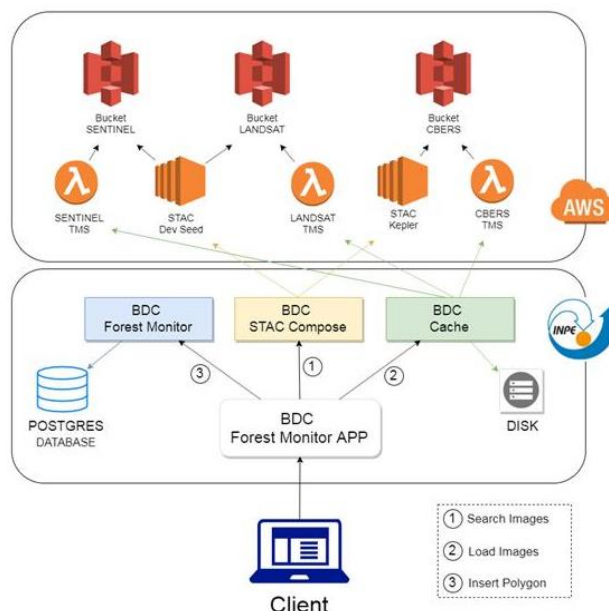 Bucket
SENTINEL
Bucket
LANDSAT
Bucket
CBERS
SENTINEL
TMS
STAC
Dev Seed
LANDSAT
TMS
STAC
Kepler
CBERS
TMS
AWS
BDC
Forest Monitor
BDC
STAC Compose
BDC
Cache
INPE
3
1
2
POSTGRES
DATABASE
BDC
Forest Monitor APP
DISK
1 Search Images
2 Load Images
3 Insert Polygon
Client